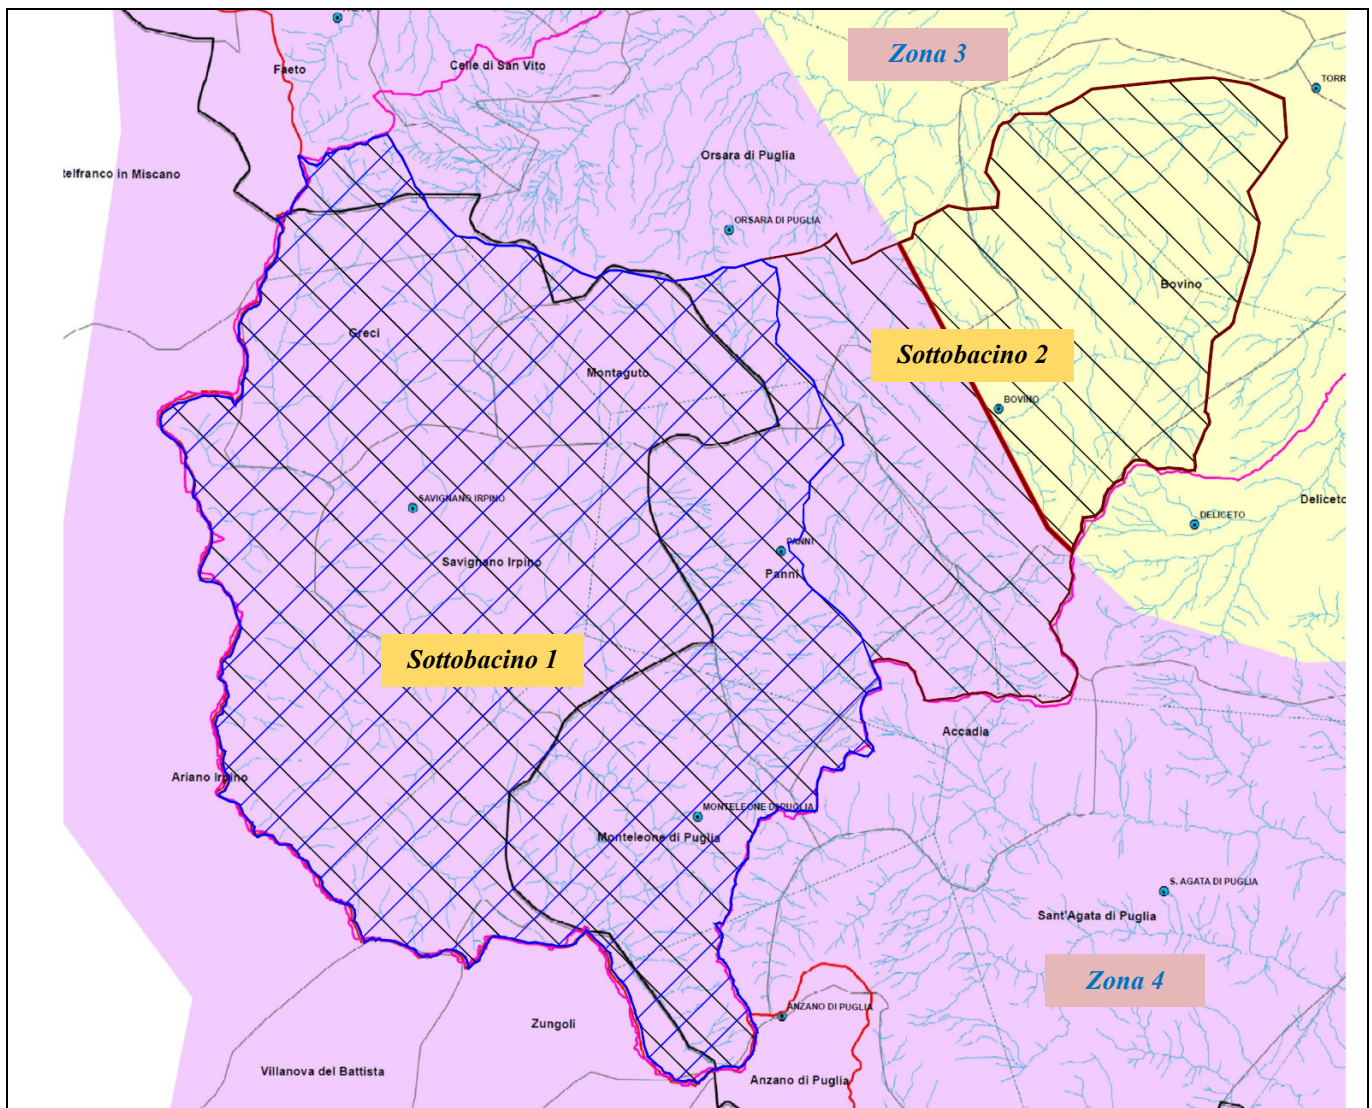 Zona 3
Faeto
Celle di San Vito
TORR
Orsara di Puglia
telfranco in Miscano
ORSARA DI PUGLIA
Bovino
Greci
Sottobacino 2
Montaguto
BOVINO
SAVIGNANO IRPINO
Deliceto
DELICETO
PANNI
Savignano Irpino
Panni
Sottobacino 1
Accadia
Ariano Irpino
MONTELEONE DI PUGLIA
Monteleone di Puglia
S. AGATA DI PUGLIA
Sant'Agata di Puglia
Zona 4
ANZANO DI PUGLIA
Zungoli
Villanova del Battista
Anzano di Puglia